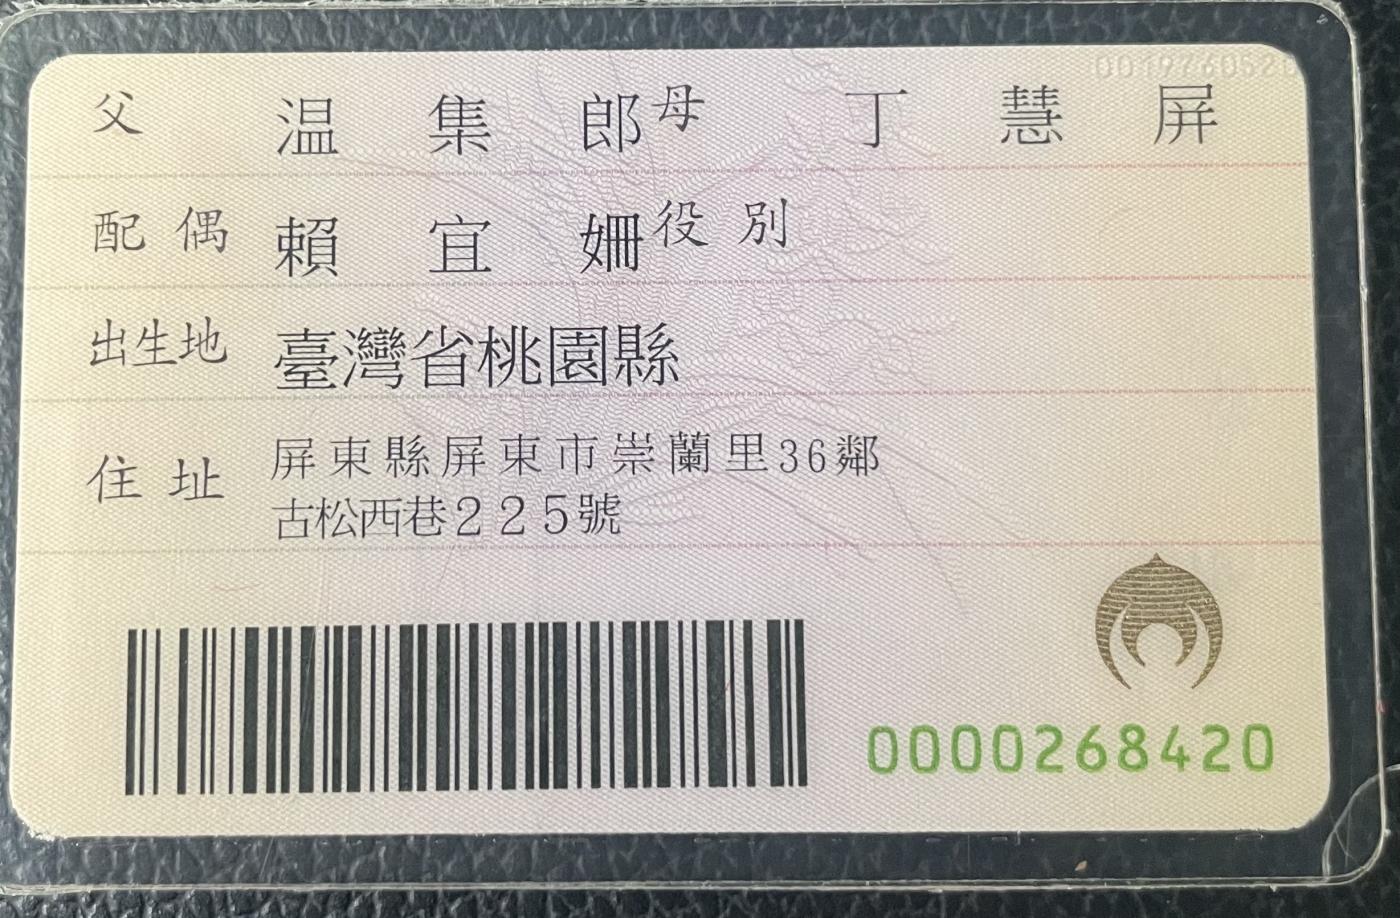 0019760520
父 温集郎 母 丁慧屏
配偶 賴宜姍 役別
出生地 臺灣省桃園縣
住址 屏東縣屏東市崇蘭里36鄰
古松西巷225號
0000268420